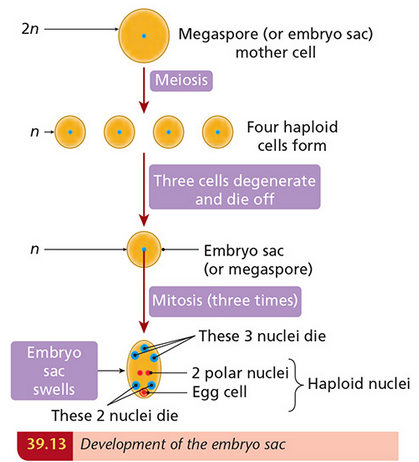 2n
Megaspore (or embryo sac)
mother cell
Meiosis
n
Four haploid
cells form
Three cells degenerate
and die off
n
Embryo sac
(or megaspore)
Mitosis (three times)
These 3 nuclei die
Embryo
sac
swells
2 polar nuclei
Egg cell
Haploid nuclei
These 2 nuclei die
39.13 Development of the embryo sac